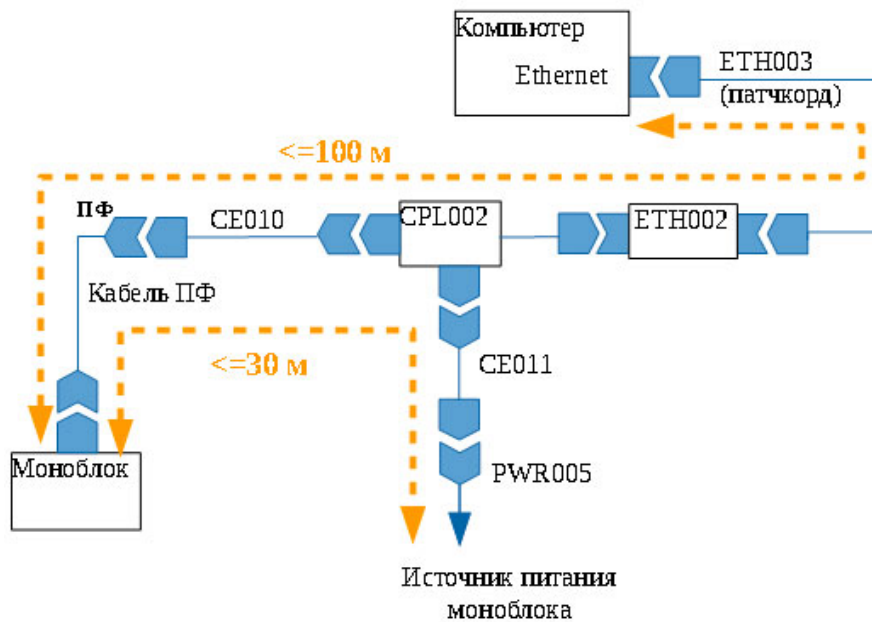 Компьютер
Ethernet
ETH003
(патчкорд)
<=100 м
ПФ
CE010
CPL002
ETH002
Кабель ПФ
<=30 м
CE011
Моноблок
PWR005
Источник питания
моноблока